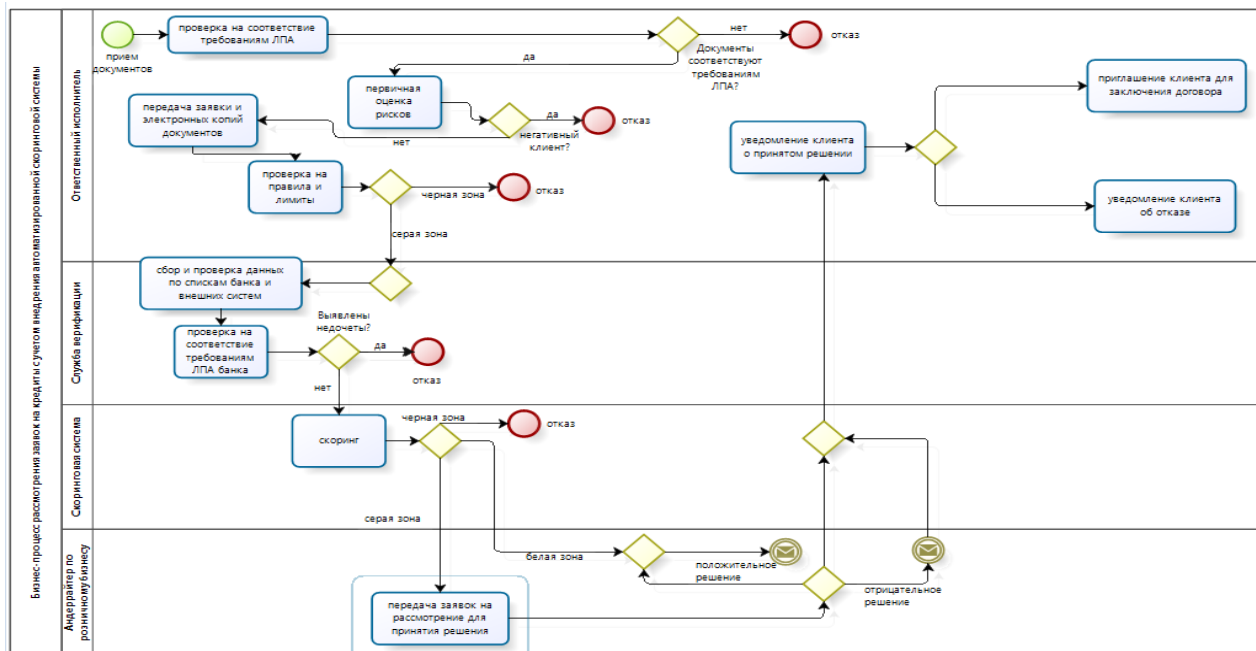 Бизнес-процесс рассмотрения заявок на кредиты с учетом внедрения автоматизированной скоринговой системы
Ответственный исполнитель
прием
документов
проверка на соответствие
требованиям ЛПА
нет
отказ
Документы
соответствуют
требованиям
ЛПА?
да
первичная
оценка
рисков
да
отказ
негативный
клиент?
нет
передача заявки и
электронных копий
документов
проверка на
правила и
лимиты
черная зона
отказ
серая зона
уведомление клиента
о принятом решении
приглашение клиента для
заключения договора
уведомление клиента
об отказе
Служба верификации
сбор и проверка данных
по спискам банка и
внешних систем
проверка на
соответствие
требованиям
ЛПА банка
Выявлены
недочеты?
да
отказ
нет
Скоринговая система
скоринг
черная зона
отказ
серая зона
Андеррайтер по
розничному бизнесу
белая зона
положительное
решение
отрицательное
решение
передача заявок на
рассмотрение для
принятия решения